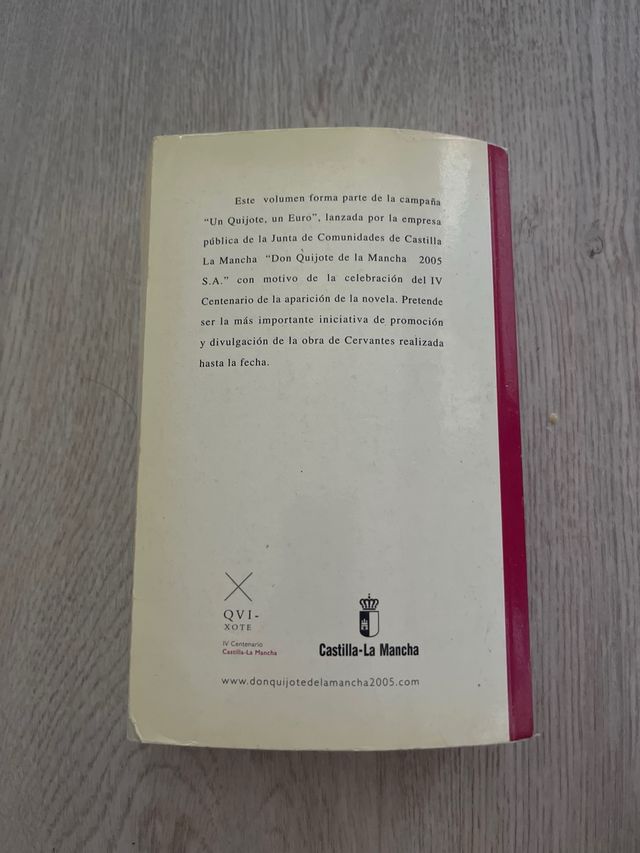 Este volumen forma parte de la campaña
“Un Quijote, un Euro”, lanzada por la empresa
pública de la Junta de Comunidades de Castilla
La Mancha “Don Quijote de la Mancha 2005
S.A.” con motivo de la celebración del IV
Centenario de la aparición de la novela. Pretende
ser la más importante iniciativa de promoción
y divulgación de la obra de Cervantes realizada
hasta la fecha.
QVI-
XOTE
IV Centenario
Castilla-La Mancha
Castilla-La Mancha
www.donquijotedelamancha2005.com